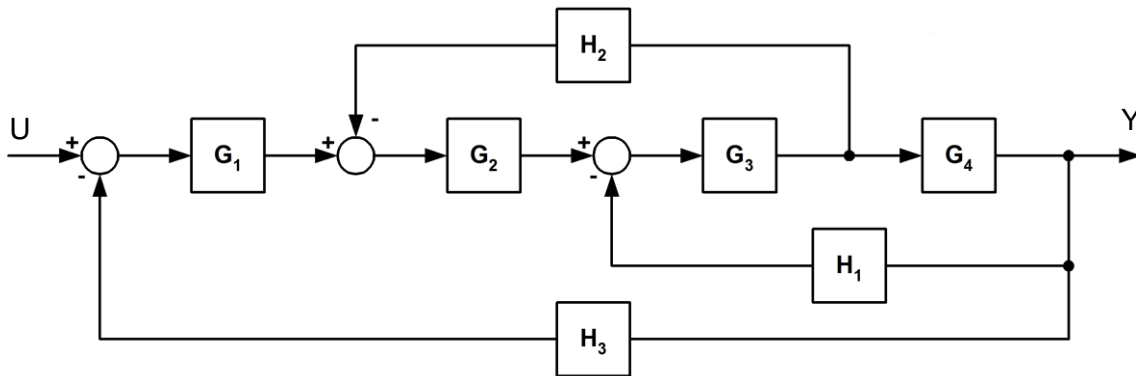 H₂
-
U
+
-
G₁
+
G₂
+
-
G₃
G₄
Y
H₁
H₃